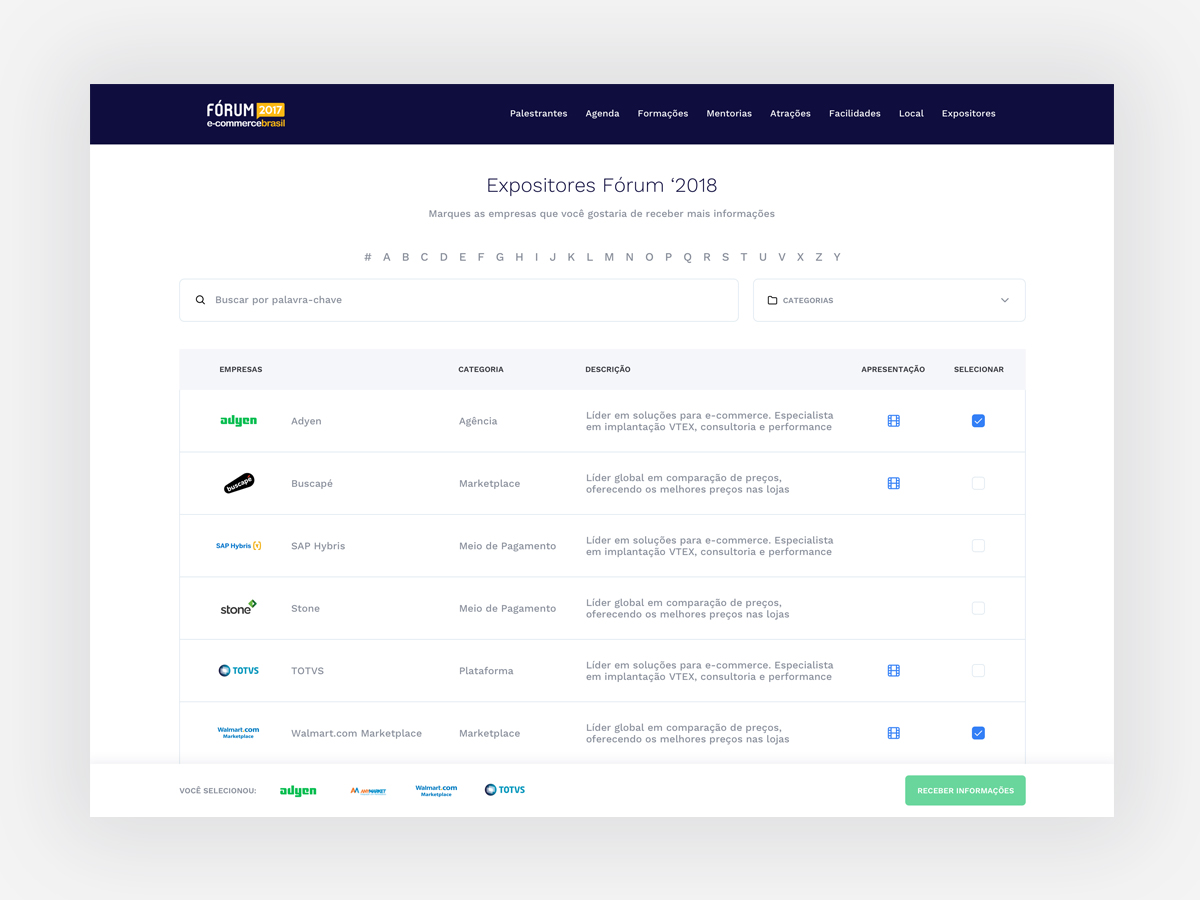 FÓRUM 2017
e-commercebrasil
Palestrantes Agenda Formações Mentorias Atrações Facilidades Local Expositores
Expositores Fórum ‘2018
Marques as empresas que você gostaria de receber mais informações
# A B C D E F G H I J K L M N O P Q R S T U V X Z Y
Buscar por palavra-chave
CATEGORIAS
EMPRESAS CATEGORIA DESCRIÇÃO APRESENTAÇÃO SELECIONAR
adyen Adyen Agência Líder em soluções para e-commerce. Especialista
em implantação VTEX, consultoria e performance
buscapé Buscapé Marketplace Líder global em comparação de preços,
oferecendo os melhores preços nas lojas
SAP Hybris (Y) SAP Hybris Meio de Pagamento Líder em soluções para e-commerce. Especialista
em implantação VTEX, consultoria e performance
stone Stone Meio de Pagamento Líder global em comparação de preços,
oferecendo os melhores preços nas lojas
TOTVS TOTVS Plataforma Líder em soluções para e-commerce. Especialista
em implantação VTEX, consultoria e performance
Walmart.com
Marketplace
Walmart.com Marketplace Marketplace Líder global em comparação de preços,
oferecendo os melhores preços nas lojas
VOCÊ SELECIONOU: adyen
Walmart.com
Marketplace
TOTVS
RECEBER INFORMAÇÕES